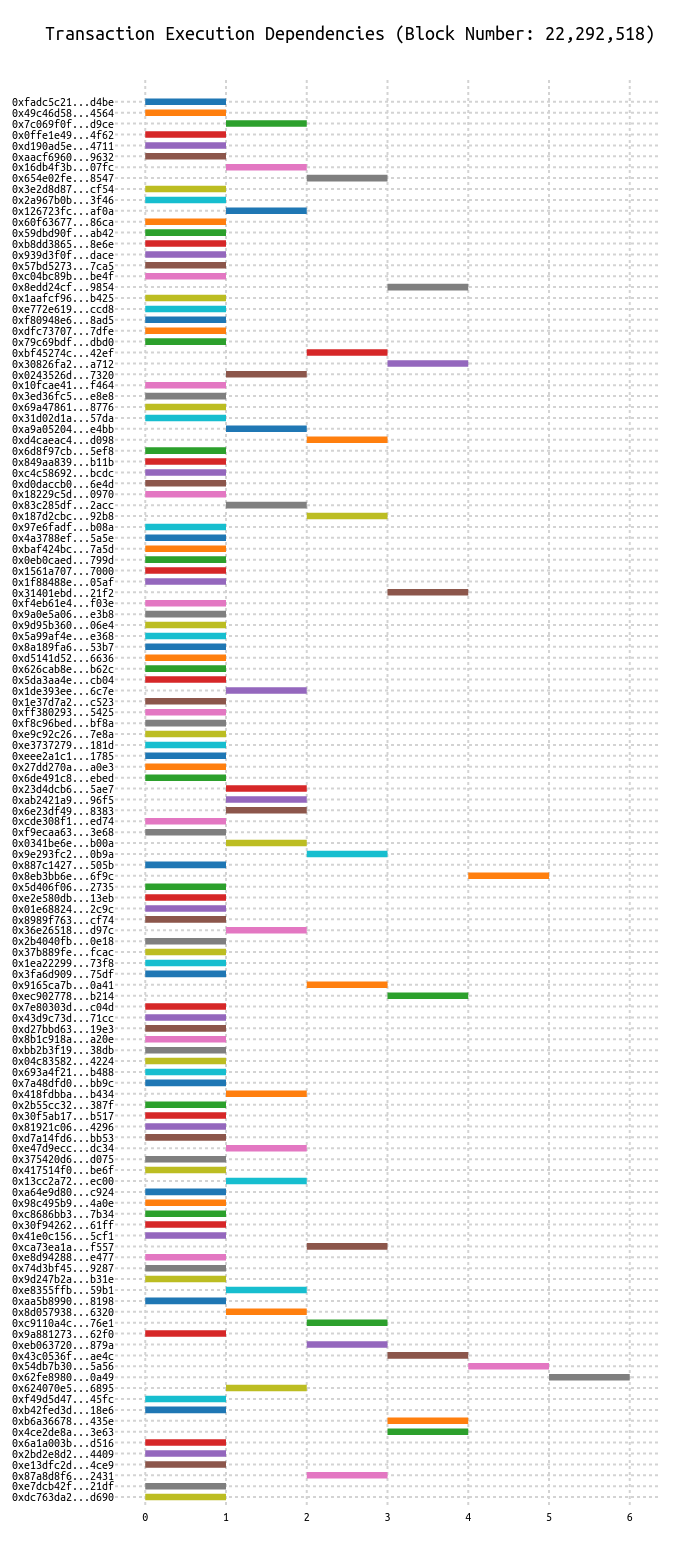 Transaction Execution Dependencies (Block Number: 22,292,518)
0xfadc5c21...d4be
0x49c46d58...4564
0x7c069f0f...d9ce
0x0ffe1e49...4f62
0xd190ad5e...4711
0xaacf6960...9632
0x16db4f3b...07fc
0x654e02fe...8547
0x3e2d8d87...cf54
0x2a967b0b...3f46
0x126723fc...af0a
0x60f63677...86ca
0x59dbd90f...ab42
0xb8dd3865...8e6e
0x939d3f0f...dace
0x57bd5273...7ca5
0xc04bc89b...be4f
0x8edd24cf...9854
0x1aafcf96...b425
0xe772e619...ccd8
0xf80948e6...8ad5
0xdfc73707...7dfe
0x79c69bdf...dbd0
0xbf45274c...42ef
0x30826fa2...a712
0x0243526d...7320
0x10fcae41...f464
0x3ed36fc5...e8e8
0x69a47861...8776
0x31d02d1a...57da
0xa9a05204...e4bb
0xd4caeac4...d098
0x6d8f97cb...5ef8
0x849aa839...b11b
0xc4c58692...bcdc
0xd0daccb0...6e4d
0x18229c5d...0970
0x83c285df...2acc
0x187d2cbc...92b8
0x97e6fadf...b08a
0x4a3788ef...5a5e
0xbaf424bc...7a5d
0x0eb0caed...799d
0x1561a707...7000
0x1f88488e...05af
0x31401ebd...21f2
0xf4eb61e4...f03e
0x9a0e5a06...e3b8
0x9d95b360...06e4
0x5a99af4e...e368
0x8a189fa6...53b7
0xd5141d52...6636
0x626cab8e...b62c
0x5da3aa4e...cb04
0x1de393ee...6c7e
0x1e37d7a2...c523
0xff380293...5425
0xf8c96bed...bf8a
0xe9c92c26...7e8a
0xe3737279...181d
0xeee2a1c1...1785
0x27dd270a...a0e3
0x6de491c8...ebed
0x23d4dcb6...5ae7
0xab2421a9...96f5
0x6e23df49...8383
0xcde308f1...ed74
0xf9ecaa63...3e68
0x0341be6e...b00a
0x9e293fc2...0b9a
0x887c1427...505b
0x8eb3bb6e...6f9c
0x5d406f06...2735
0xe2e580db...13eb
0x01e68824...2c9c
0x8989f763...cf74
0x36e26518...d97c
0x2b4040fb...0e18
0x37b889fe...fcac
0x1ea22299...73f8
0x3fa6d909...75df
0x9165ca7b...0a41
0xec902778...b214
0x7e80303d...c04d
0x43d9c73d...71cc
0xd27bbd63...19e3
0x8b1c918a...a20e
0xbb2b3f19...38db
0x04c83582...4224
0x693a4f21...b488
0x7a48dfd0...bb9c
0x418fdbba...b434
0x2b55cc32...387f
0x30f5ab17...b517
0x81921c06...4296
0xd7a14fd6...bb53
0xe47d9ecc...dc34
0x375420d6...d075
0x417514f0...be6f
0x13cc2a72...ec00
0xa64e9d80...c924
0x98c495b9...4a0e
0xc8686bb3...7b34
0x30f94262...61ff
0x41e0c156...5cf1
0xca73ea1a...f557
0xe8d94288...e477
0x74d3bf45...9287
0x9d247b2a...b31e
0xe8355ffb...59b1
0xaa5b8990...8198
0x8d057938...6320
0xc9110a4c...76e1
0x9a881273...62f0
0xeb063720...879a
0x43c0536f...ae4c
0x54db7b30...5a56
0x62fe8980...0a49
0x624070e5...6895
0xf49d5d47...45fc
0xb42fed3d...18e6
0xb6a36678...435e
0x4ce2de8a...3e63
0x6a1a003b...d516
0x2bd2e8d2...4409
0xe13dfc2d...4ce9
0x87a8d8f6...2431
0xe7dcb42f...21df
0xdc763da2...d690
0 1 2 3 4 5 6